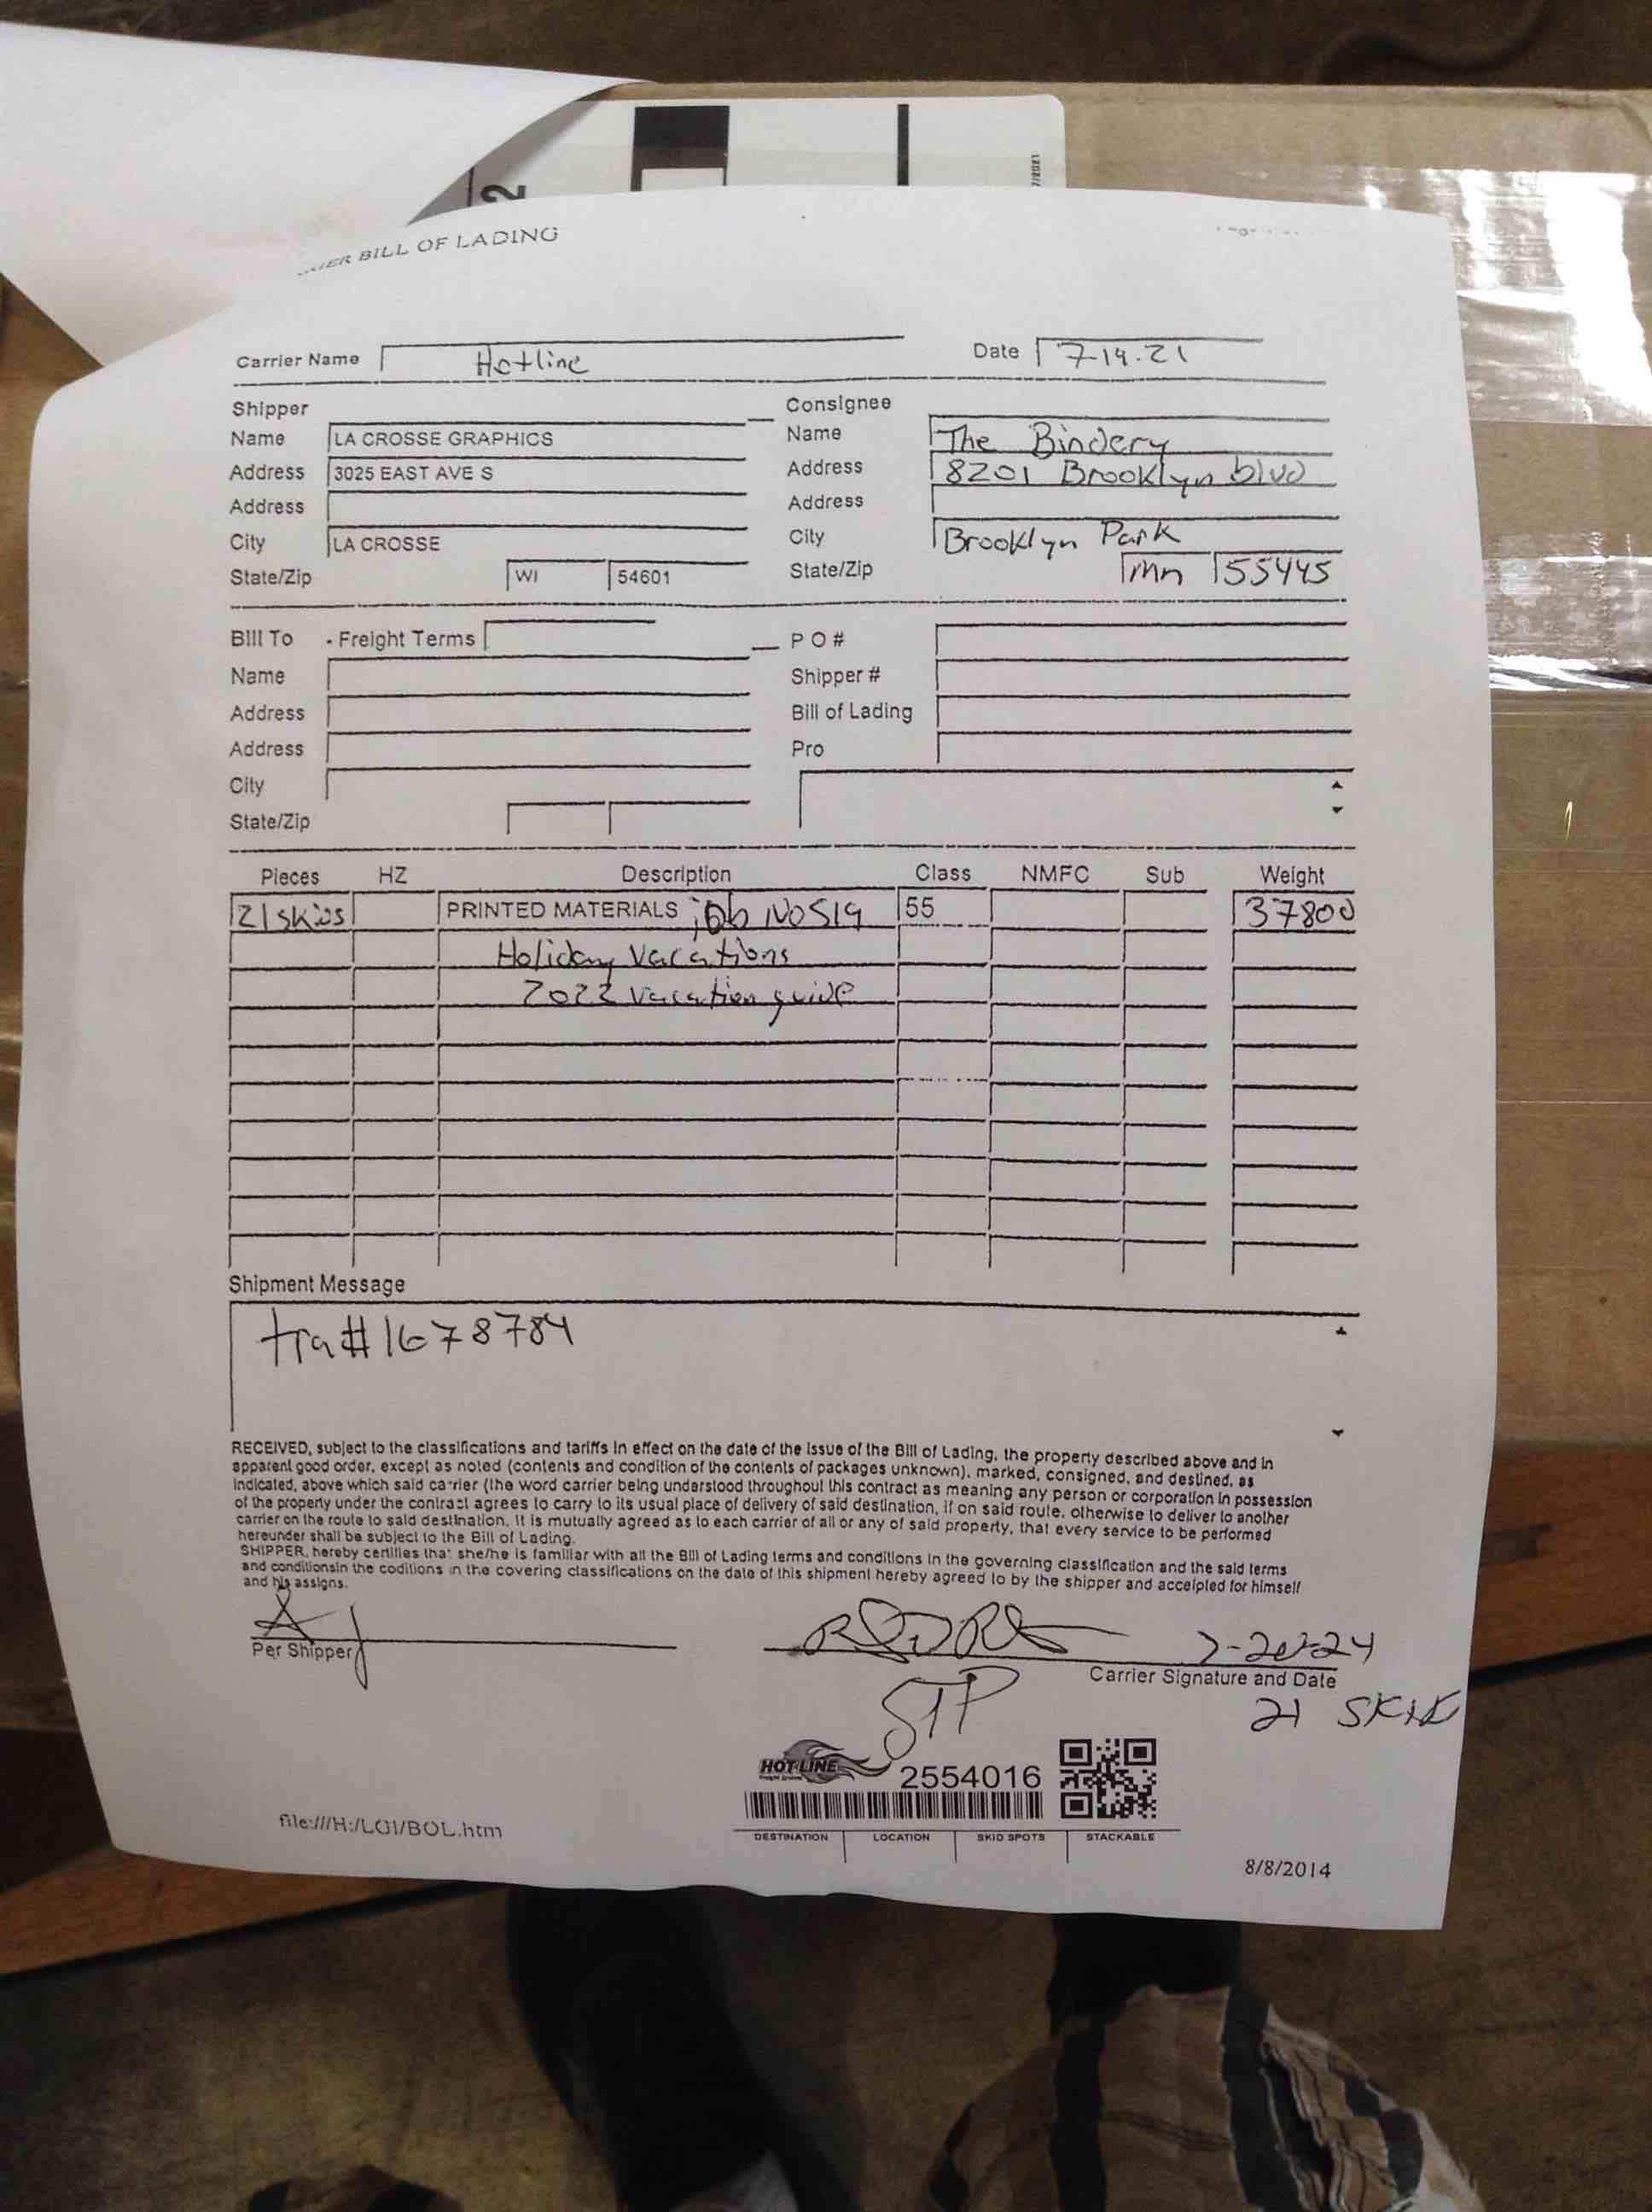 2
/2021
BILL OF LADING
Carrier Name Hotline Date 7-19-21
Shipper Consignee
Name LA CROSSE GRAPHICS Name The Bindery
Address 3025 EAST AVE S Address 8201 Brooklyn blvd
Address Address
City LA CROSSE City Brooklyn Park
State/Zip WI 54601 State/Zip mn 55445
Bill To - Freight Terms P O #
Name Shipper #
Address Bill of Lading
Address Pro
City
State/Zip
Pieces HZ Description Class NMFC Sub Weight
21 skids PRINTED MATERIALS job NO519 55 37800
Holiday Vacations
2022 Vacation guide
Shipment Message
tra# 1678784
RECEIVED, subject to the classifications and tariffs in effect on the date of the issue of the Bill of Lading, the property described above and in
apparent good order, except as noted (contents and condition of the contents of packages unknown), marked, consigned, and destined, as
indicated, above which said carrier (the word carrier being understood throughout this contract as meaning any person or corporation in possession
of the property under the contract agrees to carry to its usual place of delivery of said destination, if on said route, otherwise to deliver to another
carrier on the route to said destination. It is mutually agreed as to each carrier of all or any of said property, that every service to be performed
hereunder shall be subject to the Bill of Lading.
SHIPPER, hereby certifies that she/he is familiar with all the Bill of Lading terms and conditions in the governing classification and the said terms
and conditionsin the coditions in the covering classifications on the date of this shipment hereby agreed to by the shipper and acceipted for himself
and his assigns.
Per Shipper
Carrier Signature and Date
STP 21 SKID
HOT-LINE 2554016
DESTINATION LOCATION SKID SPOTS STACKABLE
file:///H:/LGI/BOL.htm
8/8/2014